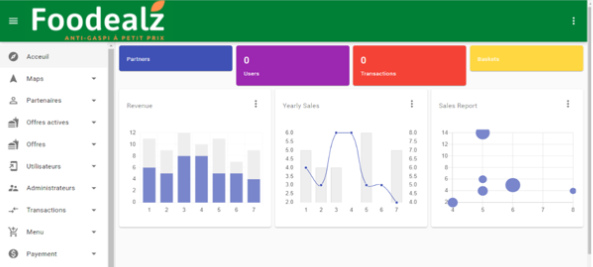 Foodealz
ANTI-GASPI À PETIT PRIX
Acceuil
Maps
Partenaires
Offres actives
Offres
Utilisateurs
Administrateurs
Transactions
Menu
Payement
Partners
0
Users
0
Transactions
Revenue
12
10
8
6
4
2
0
1 2 3 4 5 6 7
Yearly Sales
6.0
5.5
5.0
4.5
4.0
3.5
3.0
2.5
2.0
8.0
7.5
7.0
6.5
6.0
5.5
5.0
4.5
4.0
1 2 3 4 5 6 7
Sales Report
14
12
10
8
6
4
2
4 5 6 8